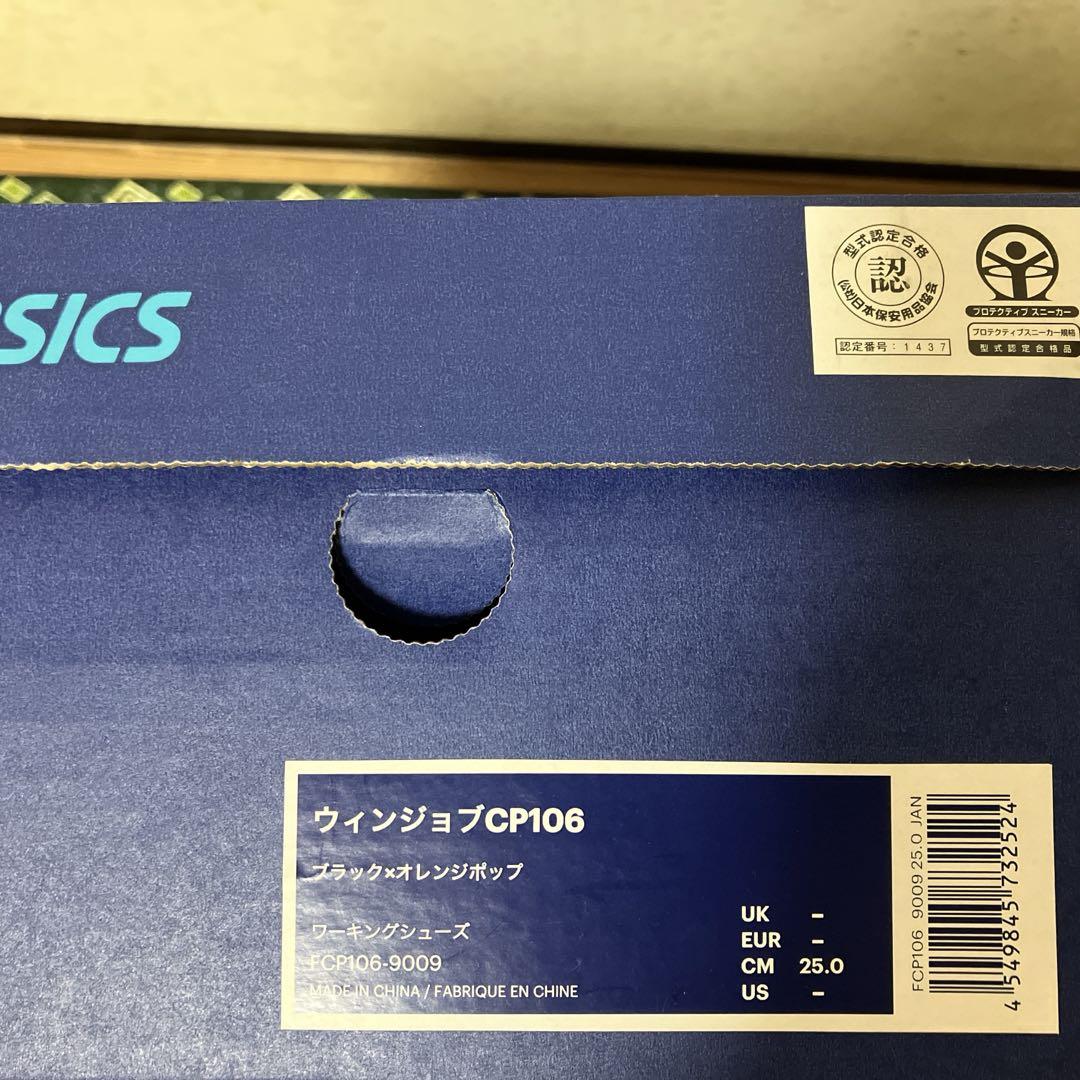 SICS
型式認定合格
認
(公社)日本保安用品協会
認定番号：1437
プロテクティブ スニーカー
プロテクティブスニーカー規格
型式認定合格品
ウィンジョブCP106
ブラック×オレンジポップ
ワーキングシューズ
FCP106-9009
MADE IN CHINA / FABRIQUE EN CHINE
UK –
EUR –
CM 25.0
US –
FCP106 9009 25.0 JAN
4 549845 732524